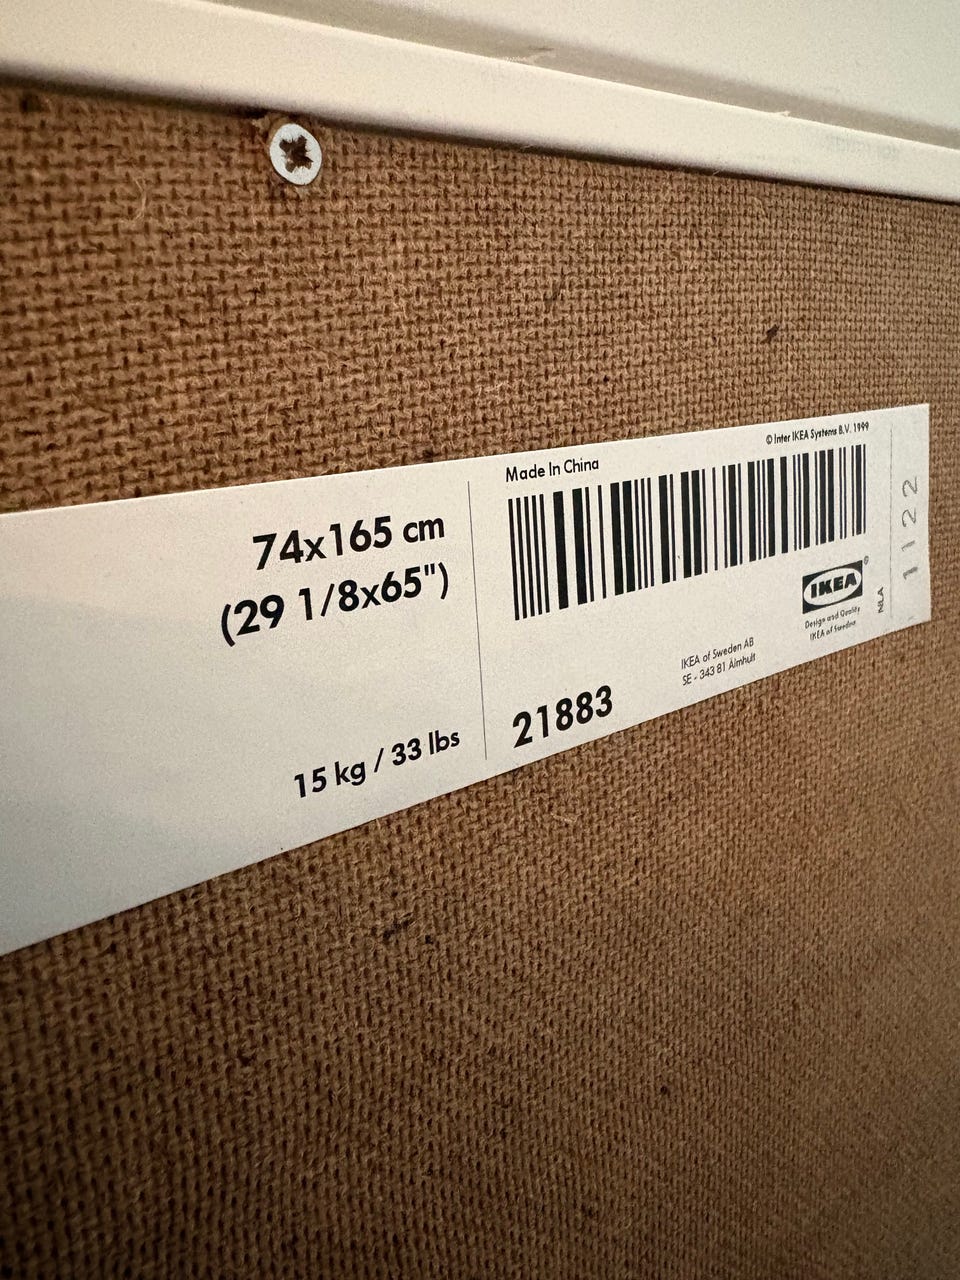 74x165 cm
(29 1/8x65")
15 kg / 33 lbs
Made In China
© Inter IKEA Systems B.V. 1999
IKEA
Design and Quality
IKEA of Sweden
NLA
IKEA of Sweden AB
SE - 343 81 Älmhult
21883
1122